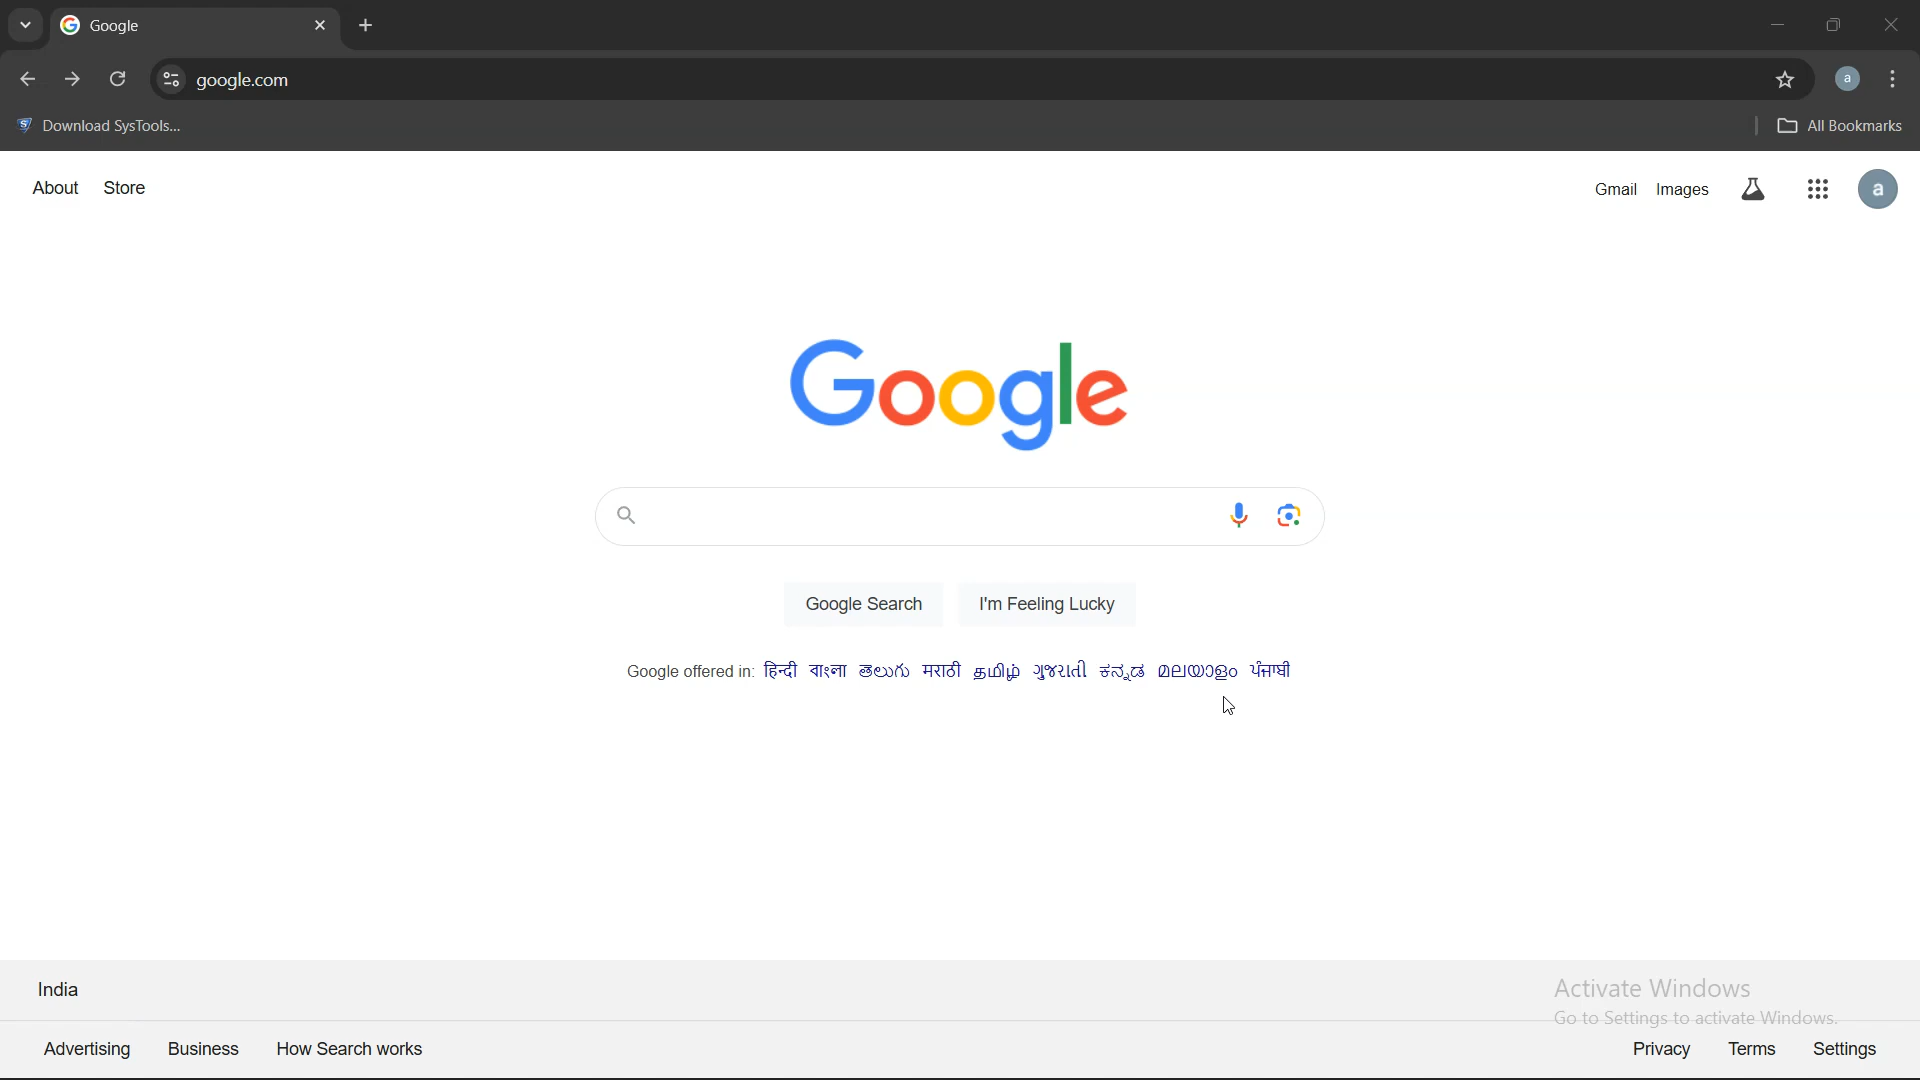 Google
google.com
Download SysTools...
All Bookmarks
About Store
Gmail Images
a
a
Google
Google Search
I'm Feeling Lucky
Google offered in: हिन्दी বাংলা తెలుగు मराठी தமிழ் ગુજરાતી ಕನ್ನಡ മലയാളം ਪੰਜਾਬੀ
India
Activate Windows
Go to Settings to activate Windows.
Advertising Business How Search works
Privacy Terms Settings